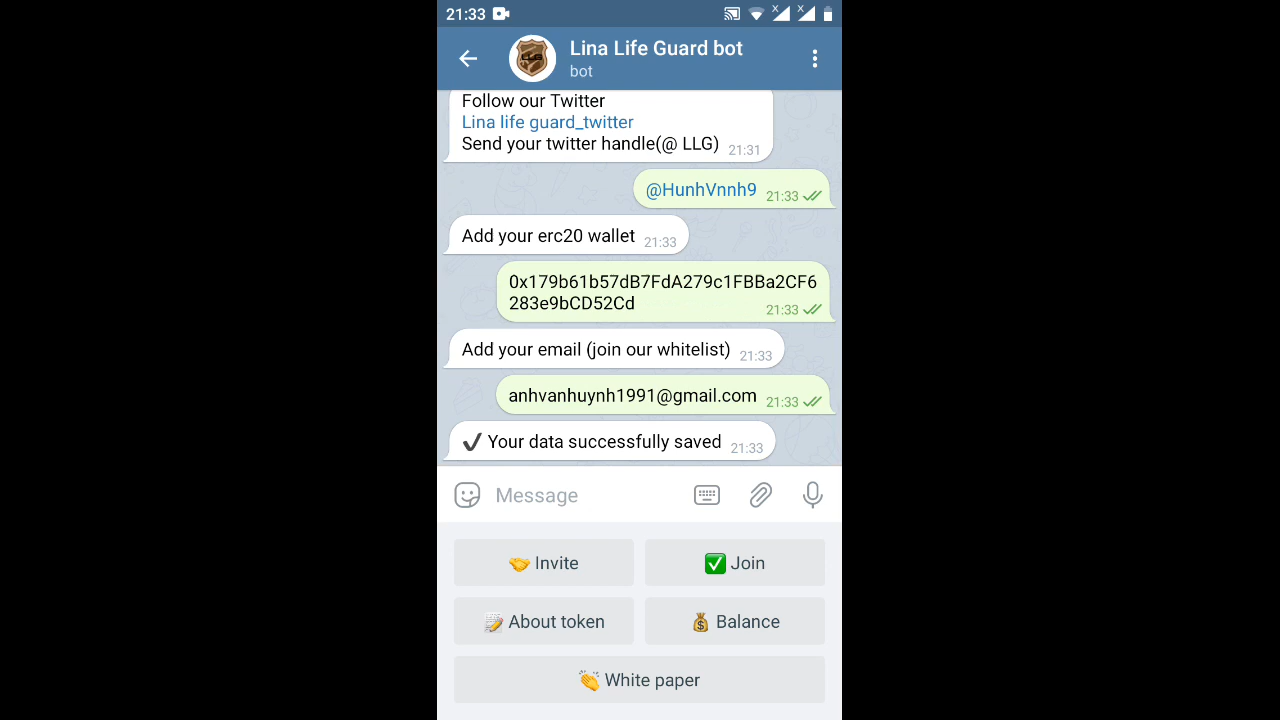 21:33
Lina Life Guard bot
bot
Follow our Twitter
Lina life guard_twitter
Send your twitter handle(@ LLG) 21:31
@HunhVnnh9 21:33
Add your erc20 wallet 21:33
0x179b61b57dB7FdA279c1FBBa2CF6
283e9bCD52Cd 21:33
Add your email (join our whitelist) 21:33
anhvanhuynh1991@gmail.com 21:33
✔ Your data successfully saved 21:33
Message
🤝 Invite
✅ Join
📝 About token
💰 Balance
👏 White paper